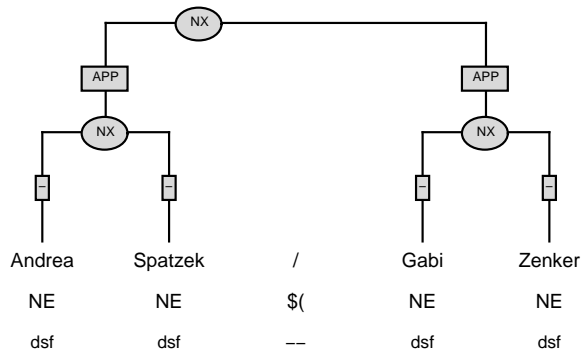 NX
APP APP
NX NX
– – – –
Andrea Spatzek / Gabi Zenker
NE NE $( NE NE
dsf dsf –– dsf dsf